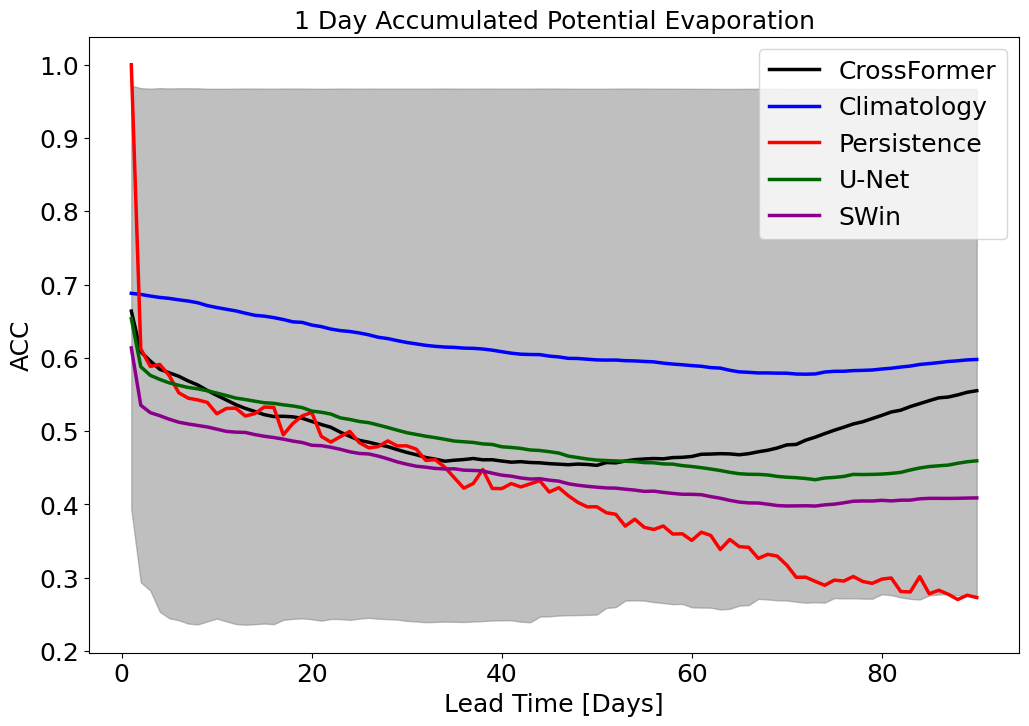 1 Day Accumulated Potential Evaporation
CrossFormer
Climatology
Persistence
U-Net
SWin
ACC
1.0
0.9
0.8
0.7
0.6
0.5
0.4
0.3
0.2
0 20 40 60 80
Lead Time [Days]